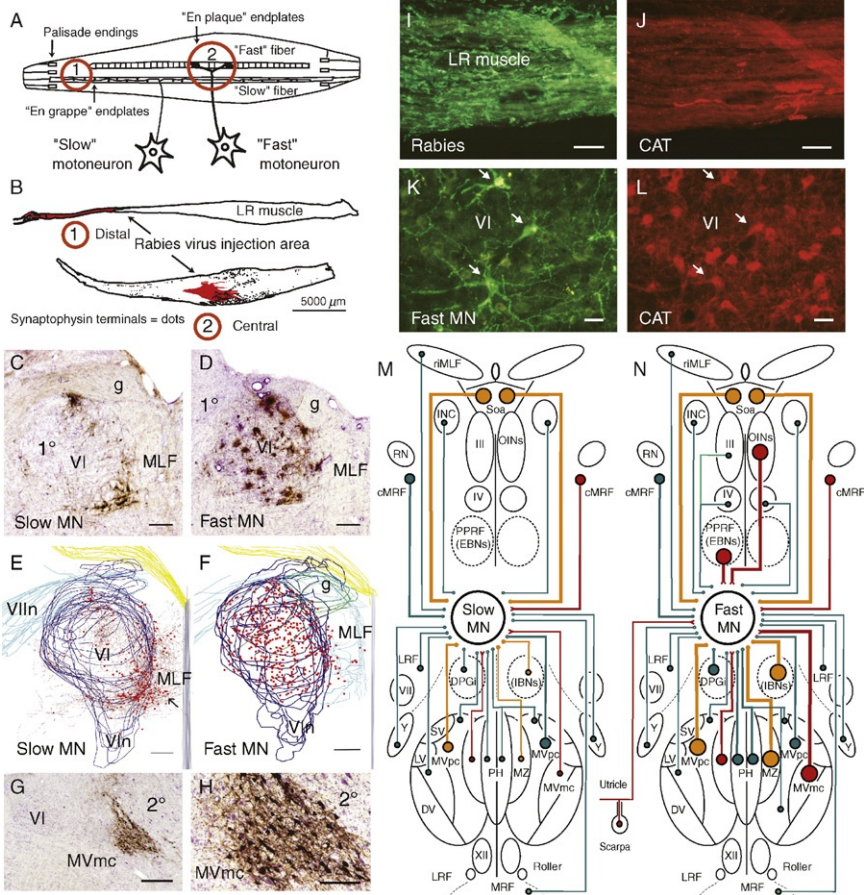 A
"En plaque" endplates
Palisade endings
1
2
"Fast" fiber
"Slow" fiber
"En grappe" endplates
"Slow"
motoneuron
"Fast"
motoneuron
B
LR muscle
1
Distal
Rabies virus injection area
5000 μm
Synaptophysin terminals = dots
2
Central
C
g
1°
VI
MLF
Slow MN
D
g
1°
VI
MLF
Fast MN
E
VIIn
VI
MLF
Slow MN
VIn
F
g
MLF
Fast MN
VIn
G
VI
2°
MVmc
H
2°
MVmc
I
LR muscle
Rabies
J
CAT
K
VI
Fast MN
L
VI
CAT
M
riMLF
Soa
INC
III
OINs
RN
cMRF
cMRF
IV
PPRF
(EBNs)
Slow
MN
LRF
DPGi
(IBNs)
VII
Y
Y
SV
MVpc
MVpc
LV
PH
MZ
MVmc
DV
XII
Roller
LRF
MRF
N
riMLF
Soa
INC
III
OINs
RN
cMRF
cMRF
IV
PPRF
(EBNs)
Fast
MN
LRF
LRF
DPGi
(IBNs)
VII
Y
Y
SV
MVpc
MVpc
LV
PH
MZ
MVmc
Utricle
Scarpa
DV
XII
Roller
LRF
MRF